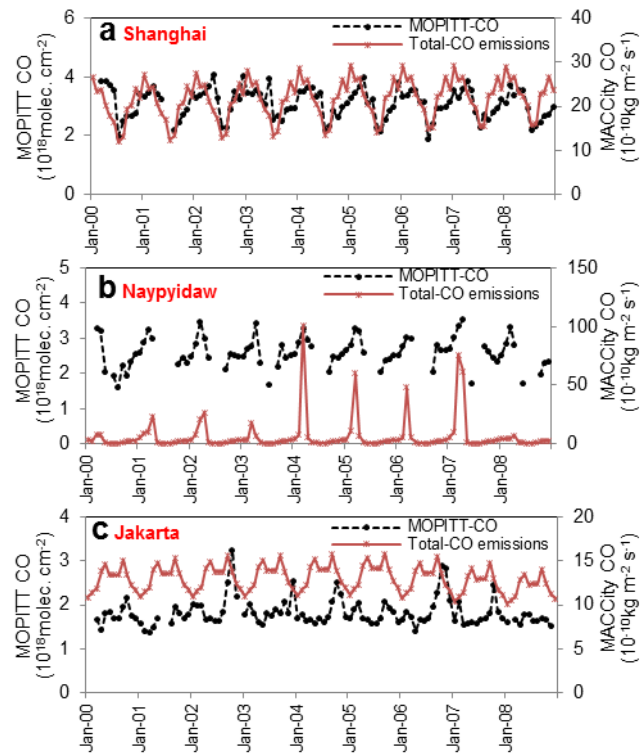 a Shanghai
MOPITT-CO
Total-CO emissions
MOPITT CO
(10¹⁸molec. cm⁻²)
6
4
2
0
MACCity CO
(10⁻¹⁰kg m⁻² s⁻¹)
40
30
20
10
0
Jan-00
Jan-01
Jan-02
Jan-03
Jan-04
Jan-05
Jan-06
Jan-07
Jan-08
b Naypyidaw
MOPITT-CO
Total-CO emissions
MOPITT CO
(10¹⁸molec. cm⁻²)
5
4
3
2
1
0
MACCity CO
(10⁻¹⁰kg m⁻² s⁻¹)
150
100
50
0
Jan-00
Jan-01
Jan-02
Jan-03
Jan-04
Jan-05
Jan-06
Jan-07
Jan-08
c Jakarta
MOPITT-CO
Total-CO emissions
MOPITT CO
(10¹⁸molec. cm⁻²)
4
3
2
1
0
MACCity CO
(10⁻¹⁰kg m⁻² s⁻¹)
20
15
10
5
0
Jan-00
Jan-01
Jan-02
Jan-03
Jan-04
Jan-05
Jan-06
Jan-07
Jan-08